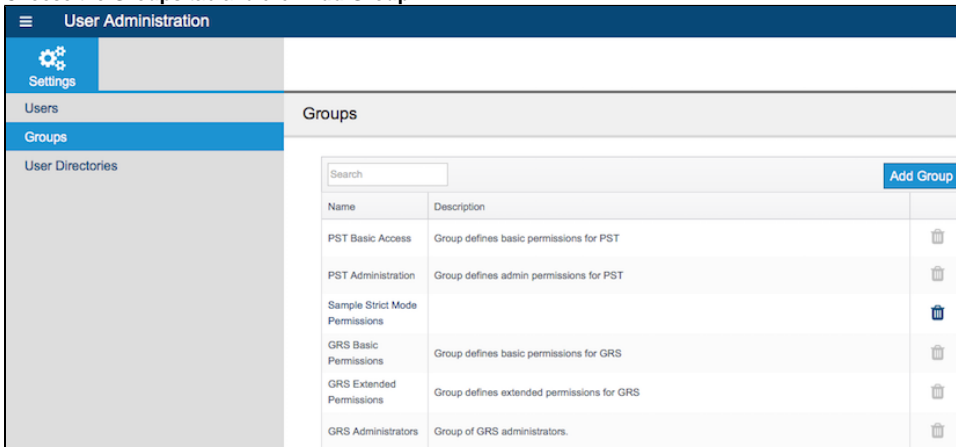 User Administration
Settings
Users
Groups
User Directories
Groups
Search
Add Group
Name Description
PST Basic Access Group defines basic permissions for PST
PST Administration Group defines admin permissions for PST
Sample Strict Mode
Permissions
GRS Basic
Permissions
Group defines basic permissions for GRS
GRS Extended
Permissions
Group defines extended permissions for GRS
GRS Administrators Group of GRS administrators.